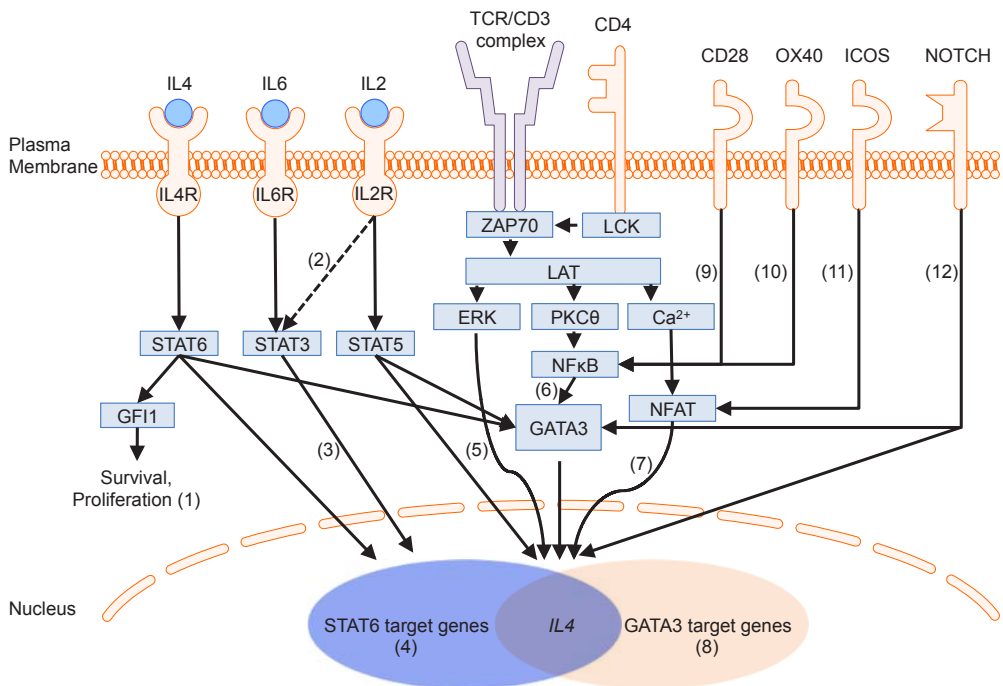 TCR/CD3
complex
CD4
IL4
IL6
IL2
CD28
OX40
ICOS
NOTCH
Plasma
Membrane
IL4R
IL6R
IL2R
ZAP70
LCK
(2)
LAT
(9)
(10)
(11)
(12)
ERK
PKCθ
Ca²⁺
STAT6
STAT3
STAT5
NFκB
(6)
GFI1
GATA3
NFAT
(3)
(5)
(7)
Survival,
Proliferation (1)
Nucleus
STAT6 target genes
(4)
IL4
GATA3 target genes
(8)